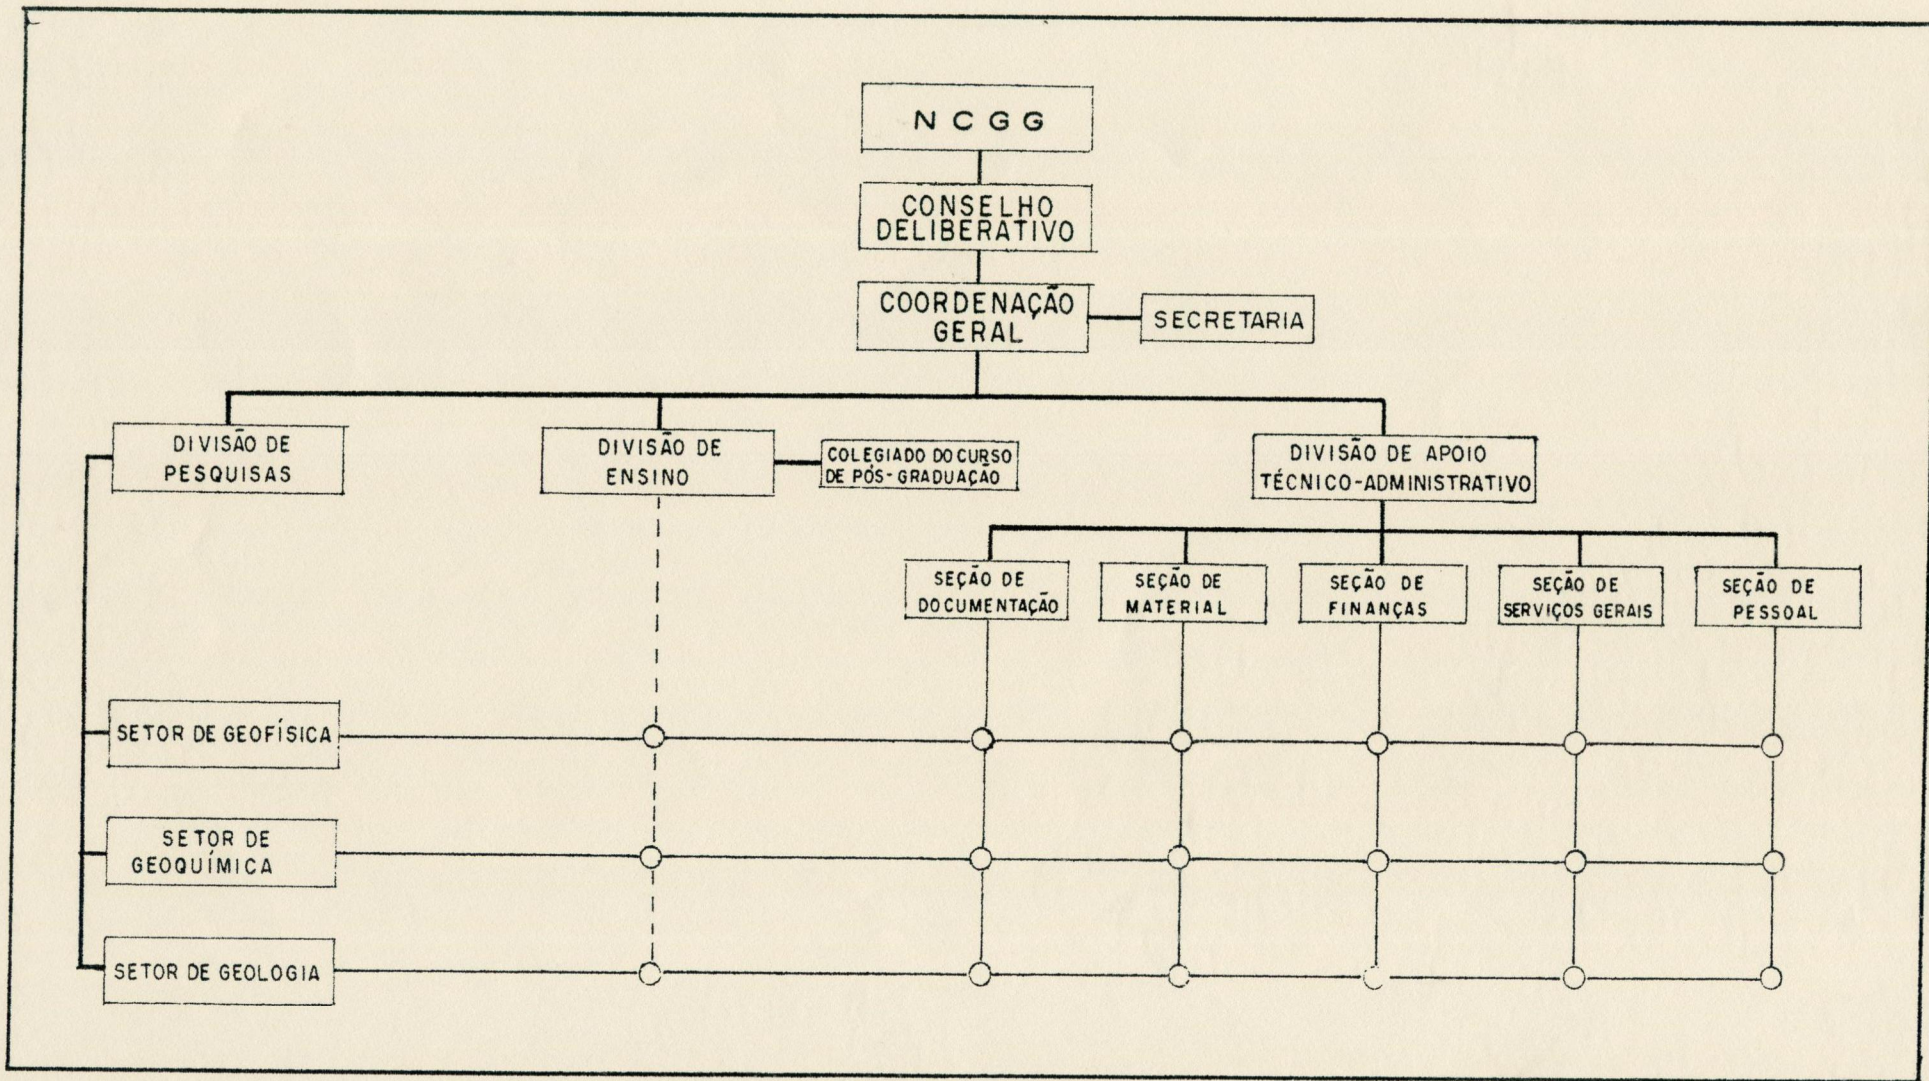 N C G G
CONSELHO
DELIBERATIVO
COORDENAÇÃO
GERAL
SECRETARIA
DIVISÃO DE
PESQUISAS
DIVISÃO DE
ENSINO
COLEGIADO DO CURSO
DE PÓS-GRADUAÇÃO
DIVISÃO DE APOIO
TÉCNICO-ADMINISTRATIVO
SEÇÃO DE
DOCUMENTAÇÃO
SEÇÃO DE
MATERIAL
SEÇÃO DE
FINANÇAS
SEÇÃO DE
SERVIÇOS GERAIS
SEÇÃO DE
PESSOAL
SETOR DE GEOFÍSICA
SETOR DE
GEOQUÍMICA
SETOR DE GEOLOGIA